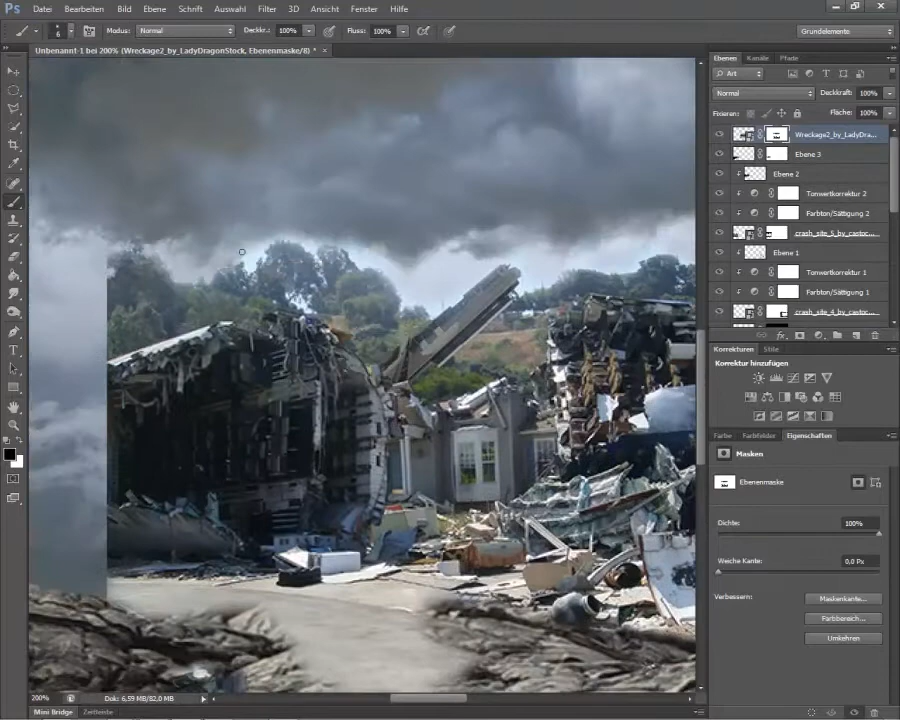 Ps Datei Bearbeiten Bild Ebene Schrift Auswahl Filter 3D Ansicht Fenster Hilfe
6 Modus: Normal Deckkr.: 100% Fluss: 100% Grundelemente
Unbenannt-1 bei 200% (Wreckage2_by_LadyDragonStock, Ebenenmaske/8) * ×
Ebenen Kanäle Pfade
Art
Normal Deckkraft: 100%
Fixieren: Fläche: 100%
Wreckage2_by_LadyDra...
Ebene 3
Ebene 2
Tonwertkorrektur 2
Farbton/Sättigung 2
crash_site_5_by_castoc...
Ebene 1
Tonwertkorrektur 1
Farbton/Sättigung 1
crash_site_4_by_castoc...
fx
Korrekturen Stile
Korrektur hinzufügen
Farbe Farbfelder Eigenschaften
Masken
Ebenenmaske
Dichte: 100%
Weiche Kante: 0,0 Px
Verbessern: Maskenkante...
Farbbereich...
Umkehren
200% Dok: 6,59 MB/82,0 MB
Mini Bridge Zeitleiste